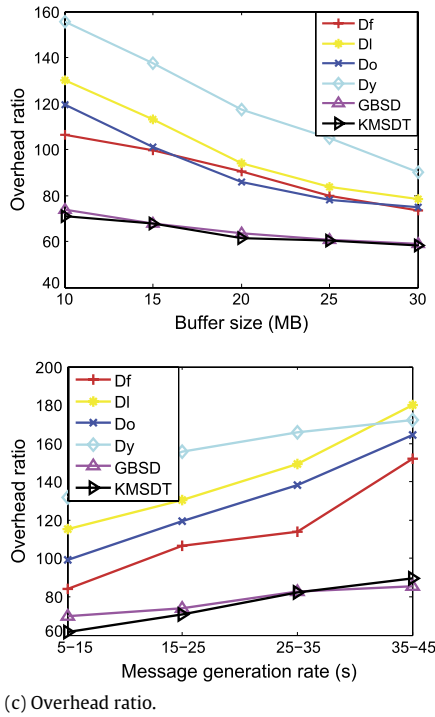 160
140
120
100
80
60
40
Overhead ratio
Df
Dl
Do
Dy
GBSD
KMSDT
10 15 20 25 30
Buffer size (MB)
200
180
160
140
120
100
80
60
Overhead ratio
Df
Dl
Do
Dy
GBSD
KMSDT
5−15 15−25 25−35 35−45
Message generation rate (s)
(c) Overhead ratio.